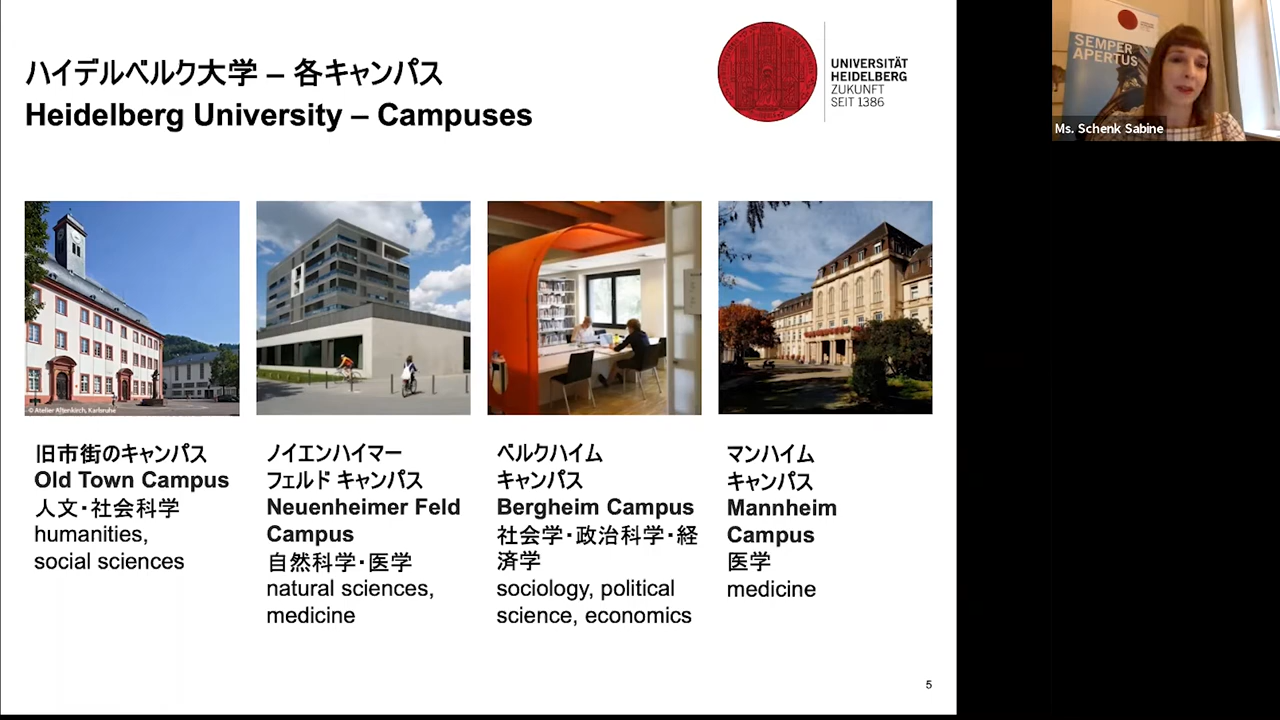 ハイデルベルク大学 – 各キャンパス
Heidelberg University – Campuses
UNIVERSITÄT
HEIDELBERG
ZUKUNFT
SEIT 1386
SEMPER
APERTUS
Ms. Schenk Sabine
© Atelier Altenkirch, Karlsruhe
旧市街のキャンパス
Old Town Campus
人文・社会科学
humanities,
social sciences
ノイエンハイマー
フェルド キャンパス
Neuenheimer Feld
Campus
自然科学・医学
natural sciences,
medicine
ベルクハイム
キャンパス
Bergheim Campus
社会学・政治科学・経
済学
sociology, political
science, economics
マンハイム
キャンパス
Mannheim
Campus
医学
medicine
5